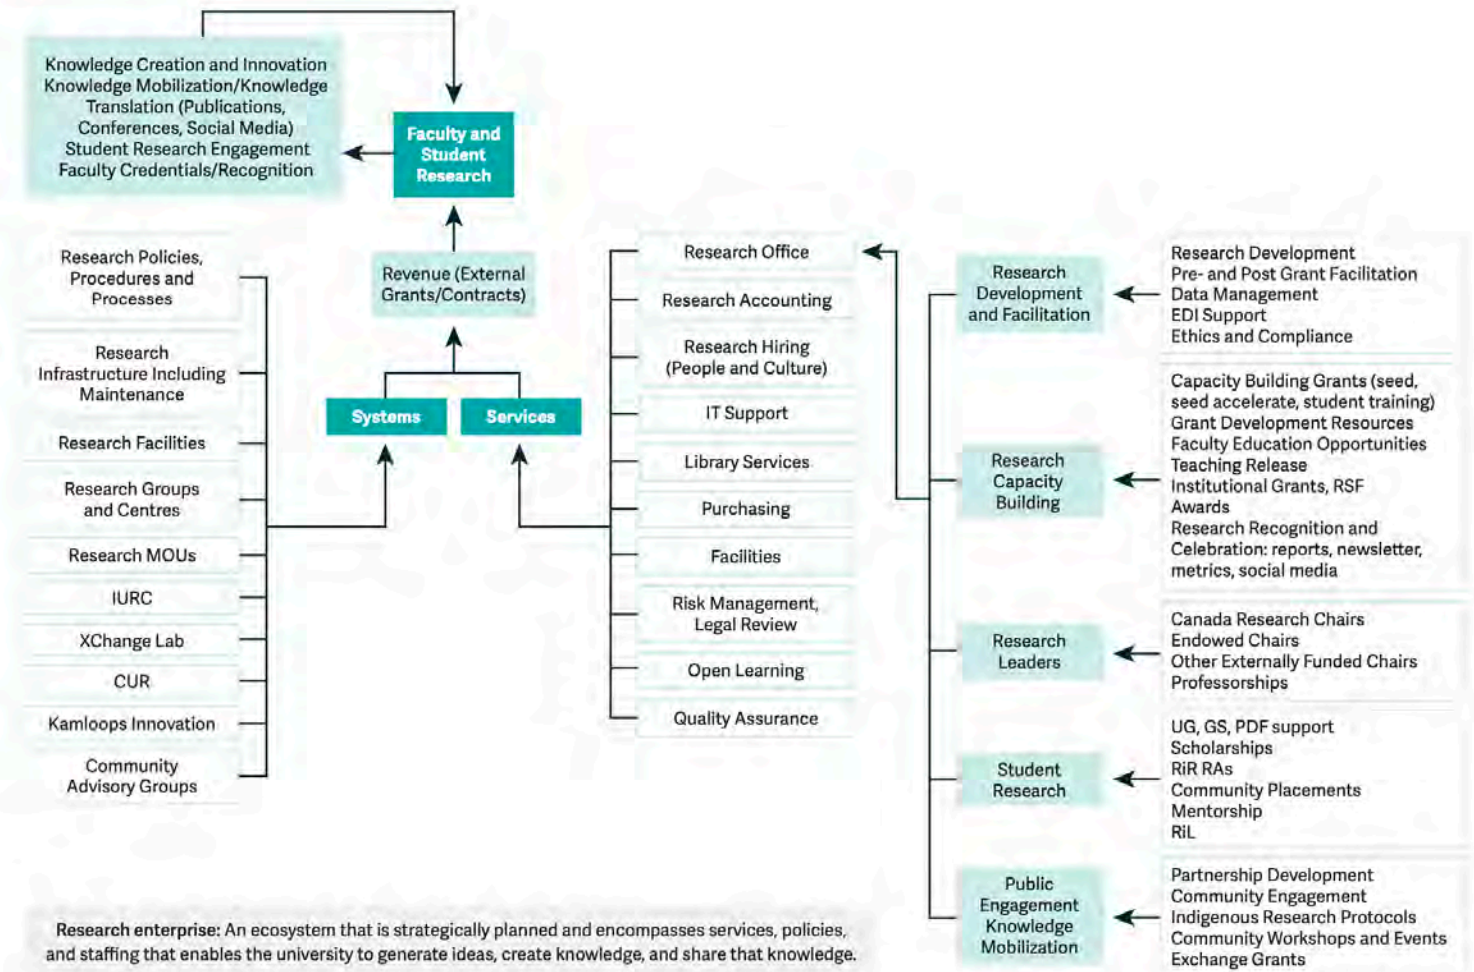 Knowledge Creation and Innovation
Knowledge Mobilization/Knowledge
Translation (Publications,
Conferences, Social Media)
Student Research Engagement
Faculty Credentials/Recognition
Faculty and
Student
Research
Revenue (External
Grants/Contracts)
Systems
Services
Research Policies,
Procedures and
Processes
Research
Infrastructure Including
Maintenance
Research Facilities
Research Groups
and Centres
Research MOUs
IURC
XChange Lab
CUR
Kamloops Innovation
Community
Advisory Groups
Research Office
Research Accounting
Research Hiring
(People and Culture)
IT Support
Library Services
Purchasing
Facilities
Risk Management,
Legal Review
Open Learning
Quality Assurance
Research
Development
and Facilitation
Research Development
Pre- and Post Grant Facilitation
Data Management
EDI Support
Ethics and Compliance
Research
Capacity
Building
Capacity Building Grants (seed,
seed accelerate, student training)
Grant Development Resources
Faculty Education Opportunities
Teaching Release
Institutional Grants, RSF
Awards
Research Recognition and
Celebration: reports, newsletter,
metrics, social media
Research
Leaders
Canada Research Chairs
Endowed Chairs
Other Externally Funded Chairs
Professorships
Student
Research
UG, GS, PDF support
Scholarships
RiR RAs
Community Placements
Mentorship
RiL
Public
Engagement
Knowledge
Mobilization
Partnership Development
Community Engagement
Indigenous Research Protocols
Community Workshops and Events
Exchange Grants
Research enterprise: An ecosystem that is strategically planned and encompasses services, policies,
and staffing that enables the university to generate ideas, create knowledge, and share that knowledge.